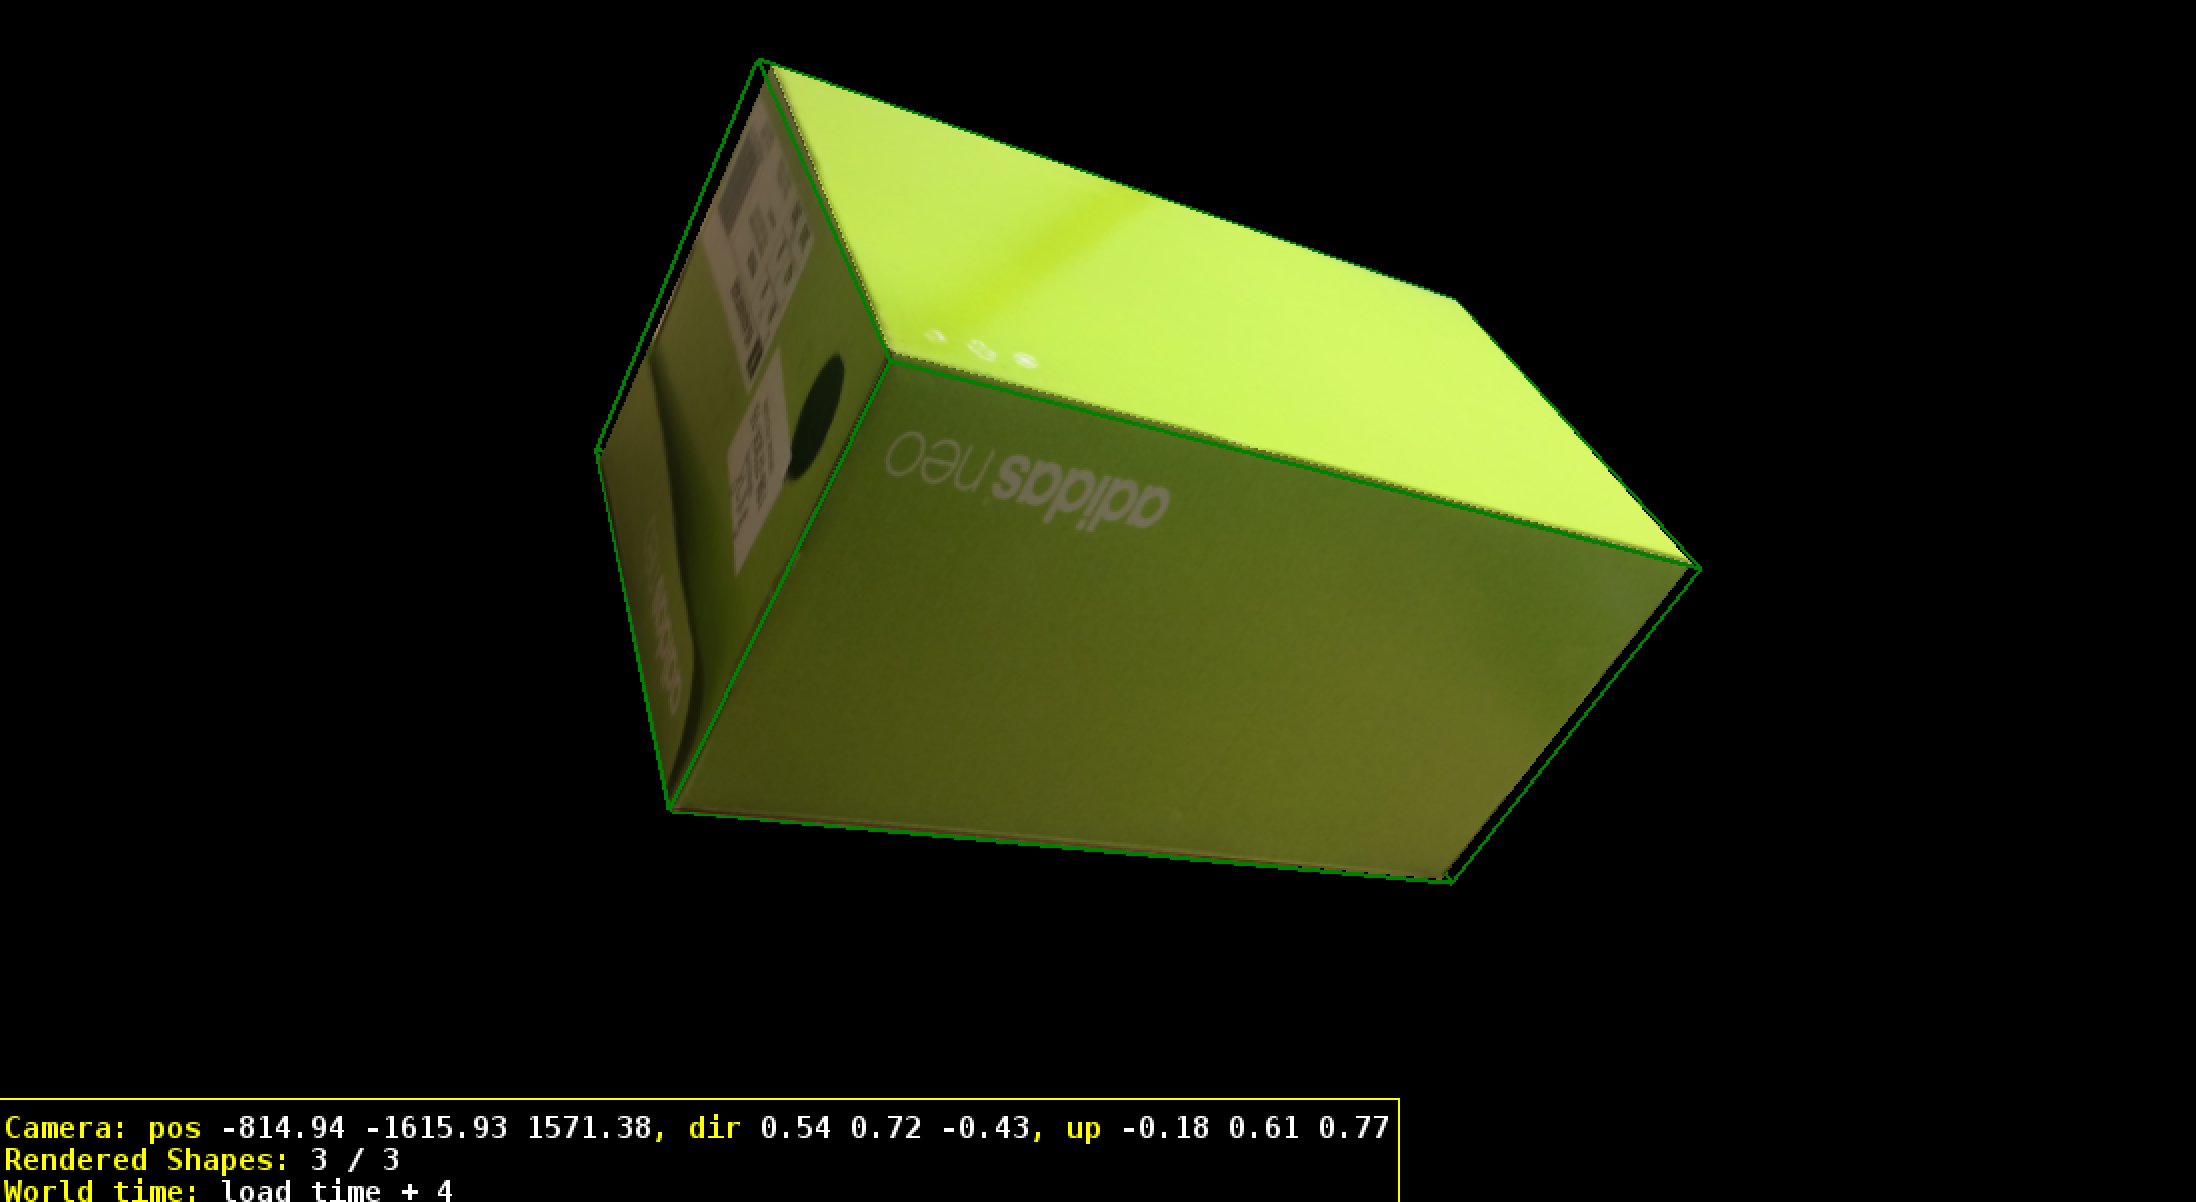 adidas neo
adidas
Camera: pos -814.94 -1615.93 1571.38, dir 0.54 0.72 -0.43, up -0.18 0.61 0.77
Rendered Shapes: 3 / 3
World time: load time + 4